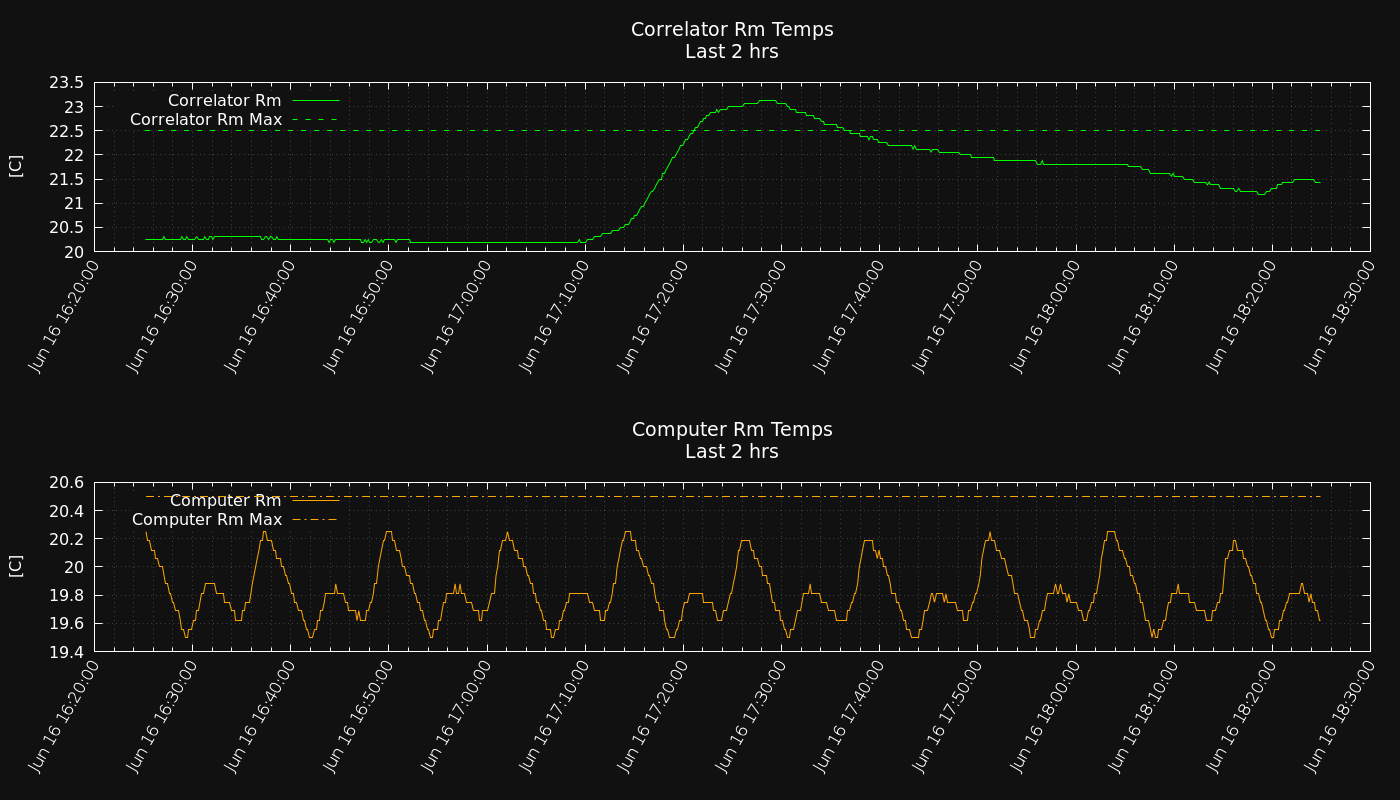 Correlator Rm Temps
Last 2 hrs
23.5
23
22.5
22
21.5
21
20.5
20
[C]
Correlator Rm
Correlator Rm Max
Jun 16 16:20:00
Jun 16 16:30:00
Jun 16 16:40:00
Jun 16 16:50:00
Jun 16 17:00:00
Jun 16 17:10:00
Jun 16 17:20:00
Jun 16 17:30:00
Jun 16 17:40:00
Jun 16 17:50:00
Jun 16 18:00:00
Jun 16 18:10:00
Jun 16 18:20:00
Jun 16 18:30:00
Computer Rm Temps
Last 2 hrs
20.6
20.4
20.2
20
19.8
19.6
19.4
[C]
Computer Rm
Computer Rm Max
Jun 16 16:20:00
Jun 16 16:30:00
Jun 16 16:40:00
Jun 16 16:50:00
Jun 16 17:00:00
Jun 16 17:10:00
Jun 16 17:20:00
Jun 16 17:30:00
Jun 16 17:40:00
Jun 16 17:50:00
Jun 16 18:00:00
Jun 16 18:10:00
Jun 16 18:20:00
Jun 16 18:30:00